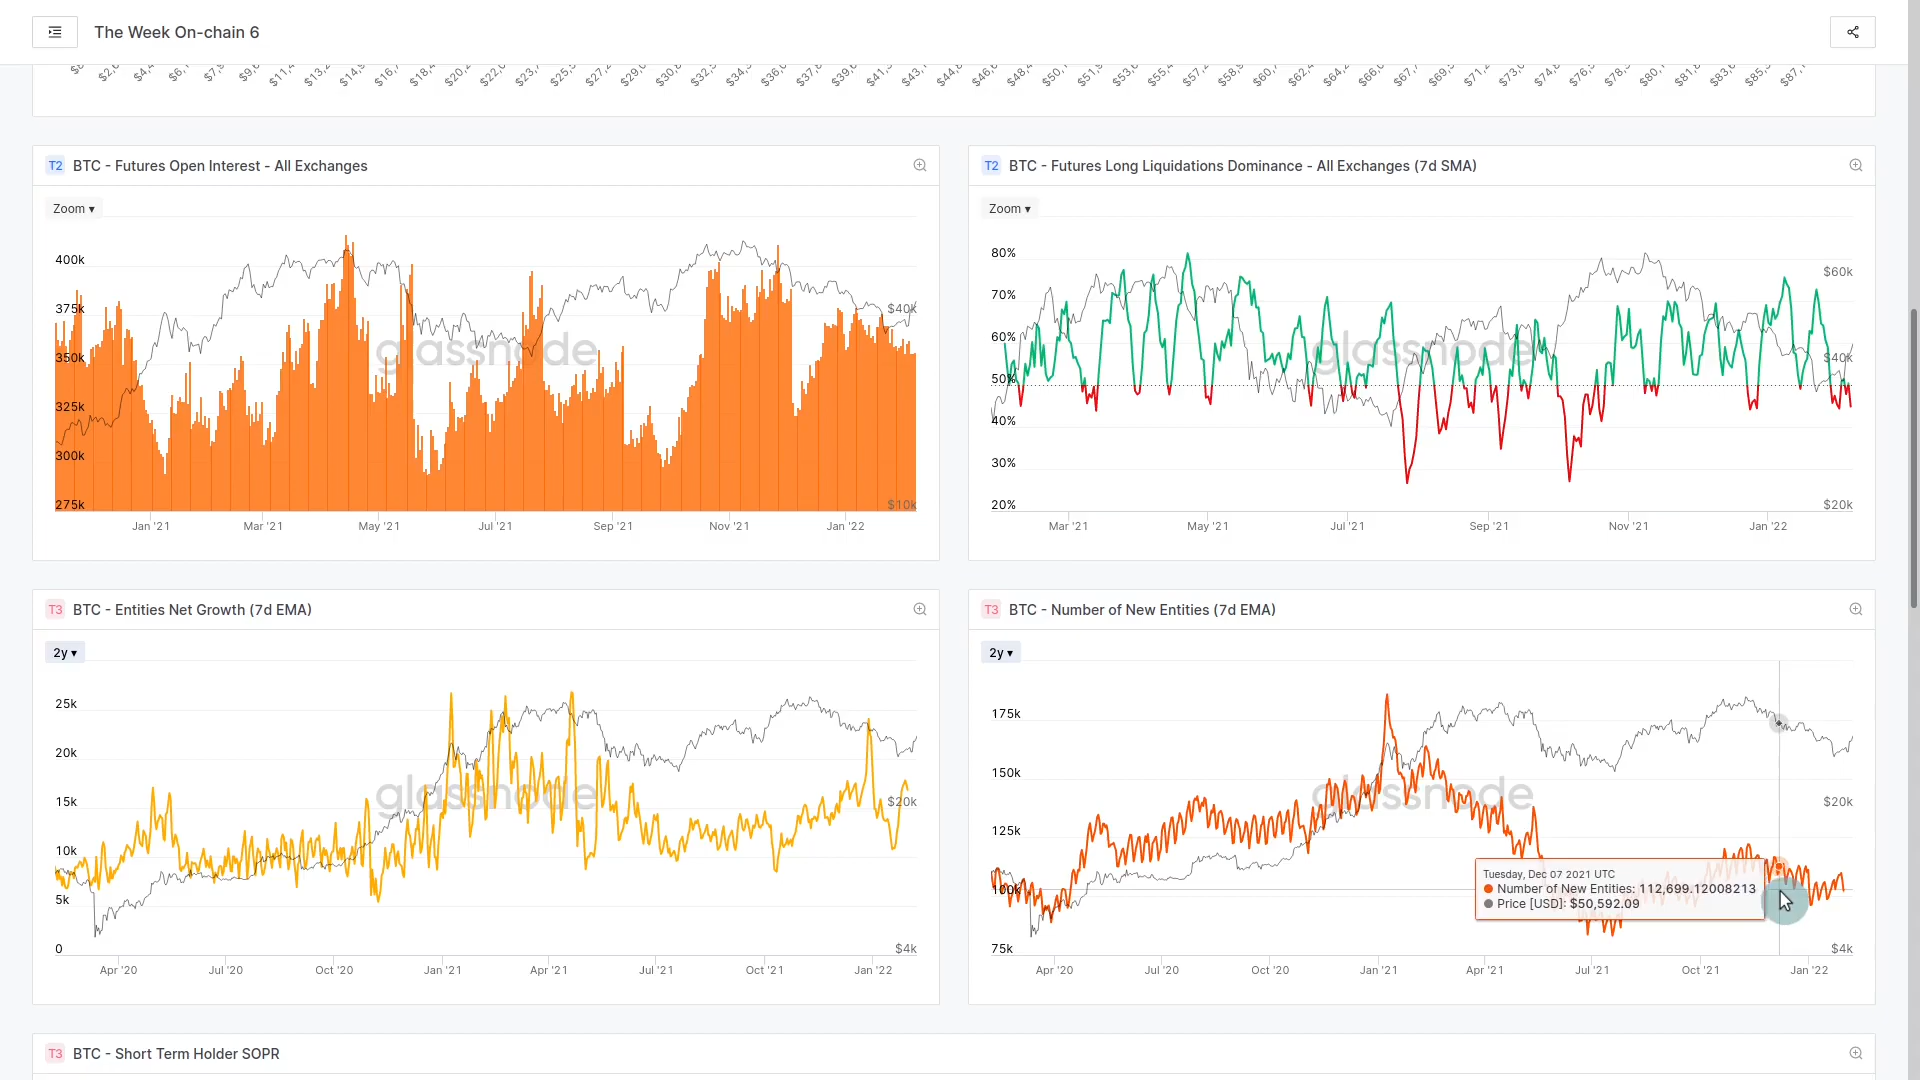 The Week On-chain 6
T2 BTC - Futures Open Interest - All Exchanges
Zoom ▾
400k
375k
350k
325k
300k
275k
$40k
$10k
glassnode
Jan '21 Mar '21 May '21 Jul '21 Sep '21 Nov '21 Jan '22
T2 BTC - Futures Long Liquidations Dominance - All Exchanges (7d SMA)
Zoom ▾
80%
70%
60%
50%
40%
30%
20%
$60k
$40k
$20k
glassnode
Mar '21 May '21 Jul '21 Sep '21 Nov '21 Jan '22
T3 BTC - Entities Net Growth (7d EMA)
2y ▾
25k
20k
15k
10k
5k
0
$20k
$4k
glassnode
Apr '20 Jul '20 Oct '20 Jan '21 Apr '21 Jul '21 Oct '21 Jan '22
T3 BTC - Number of New Entities (7d EMA)
2y ▾
175k
150k
125k
100k
75k
$20k
$4k
glassnode
Tuesday, Dec 07 2021 UTC
Number of New Entities: 112,699.12008213
Price [USD]: $50,592.09
Apr '20 Jul '20 Oct '20 Jan '21 Apr '21 Jul '21 Oct '21 Jan '22
T3 BTC - Short Term Holder SOPR